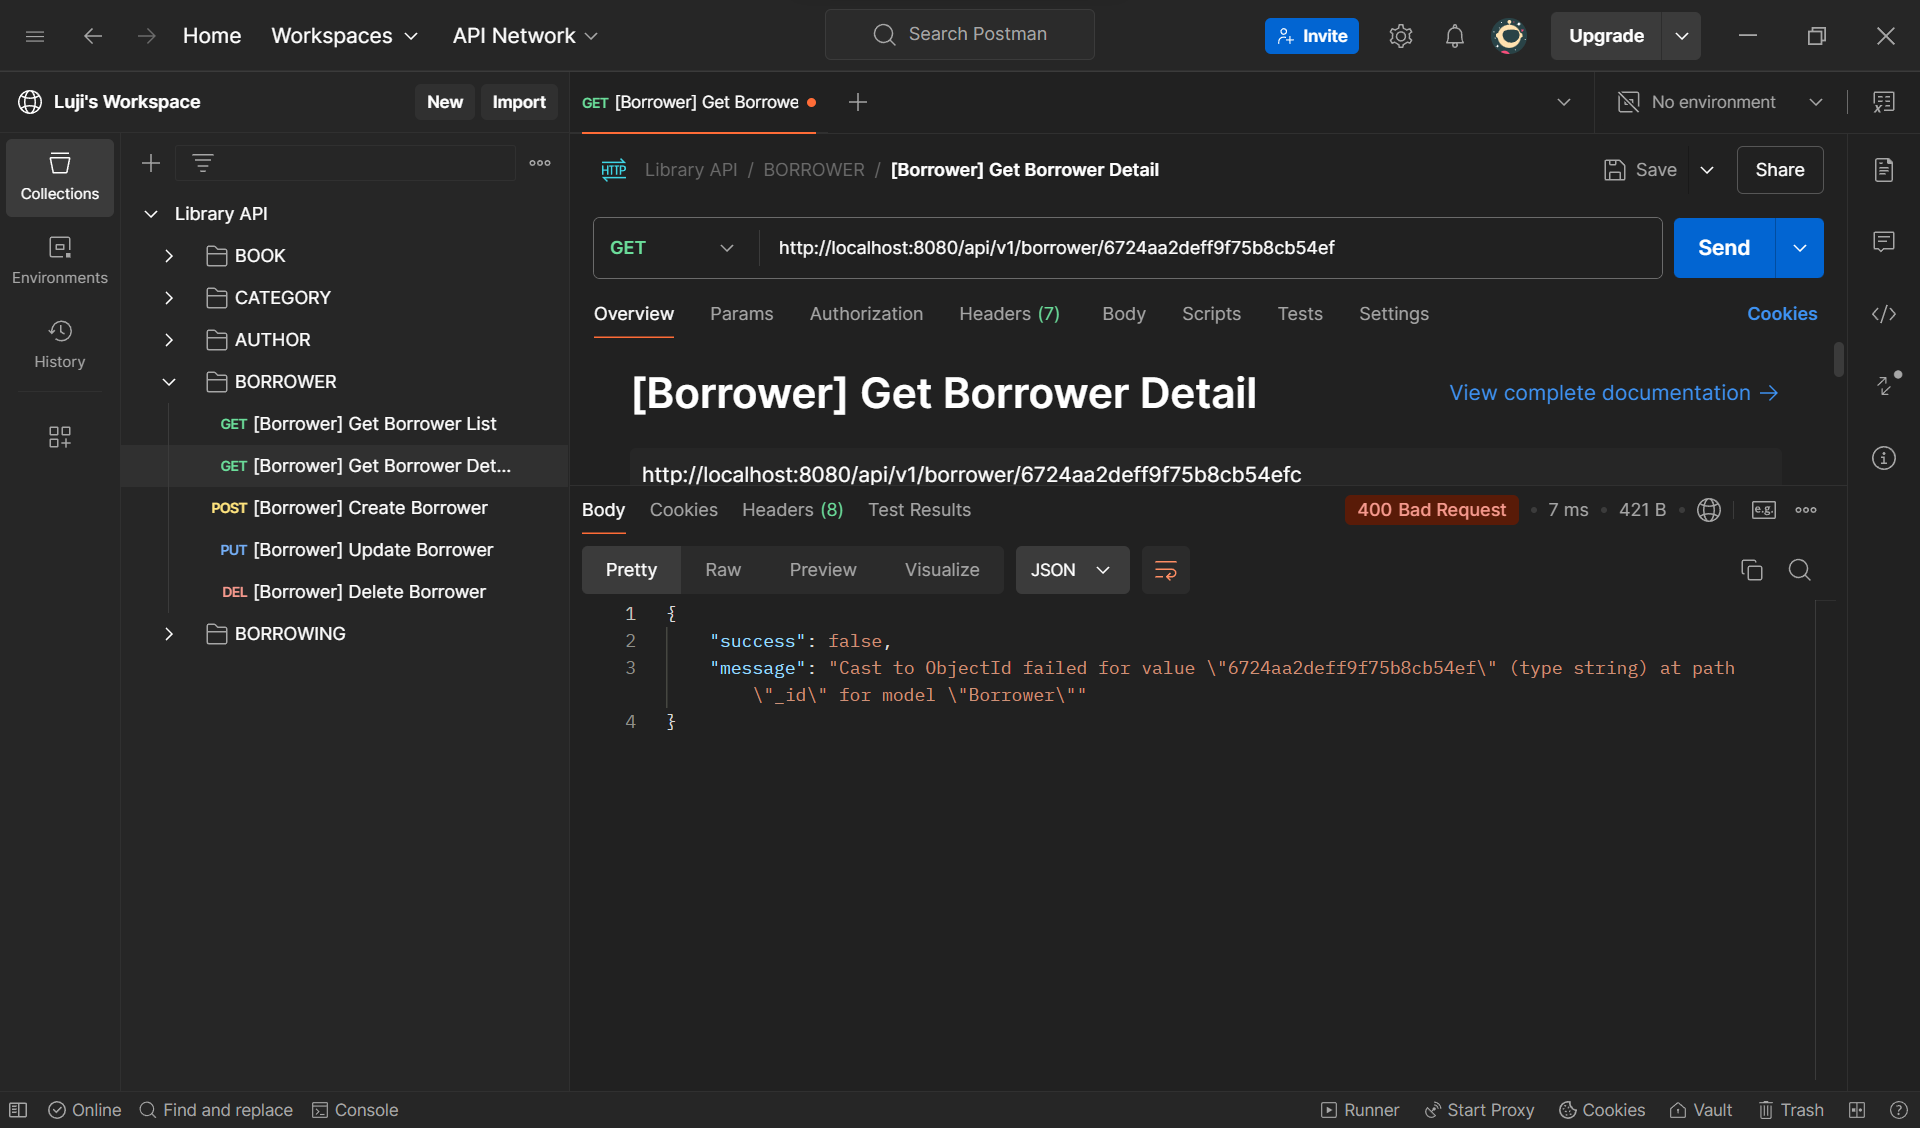 Home Workspaces API Network Search Postman Invite Upgrade
Luji's Workspace New Import GET [Borrower] Get Borrowe No environment
Collections
Environments
History
Library API
BOOK
CATEGORY
AUTHOR
BORROWER
GET [Borrower] Get Borrower List
GET [Borrower] Get Borrower Det...
POST [Borrower] Create Borrower
PUT [Borrower] Update Borrower
DEL [Borrower] Delete Borrower
BORROWING
HTTP Library API / BORROWER / [Borrower] Get Borrower Detail Save Share
GET http://localhost:8080/api/v1/borrower/6724aa2deff9f75b8cb54ef Send
Overview Params Authorization Headers (7) Body Scripts Tests Settings Cookies
[Borrower] Get Borrower Detail View complete documentation
http://localhost:8080/api/v1/borrower/6724aa2deff9f75b8cb54efc
Body Cookies Headers (8) Test Results 400 Bad Request 7 ms 421 B e.g.
Pretty Raw Preview Visualize JSON
1 {
2 "success": false,
3 "message": "Cast to ObjectId failed for value \"6724aa2deff9f75b8cb54ef\" (type string) at path
\"_id\" for model \"Borrower\""
4 }
Online Find and replace Console Runner Start Proxy Cookies Vault Trash